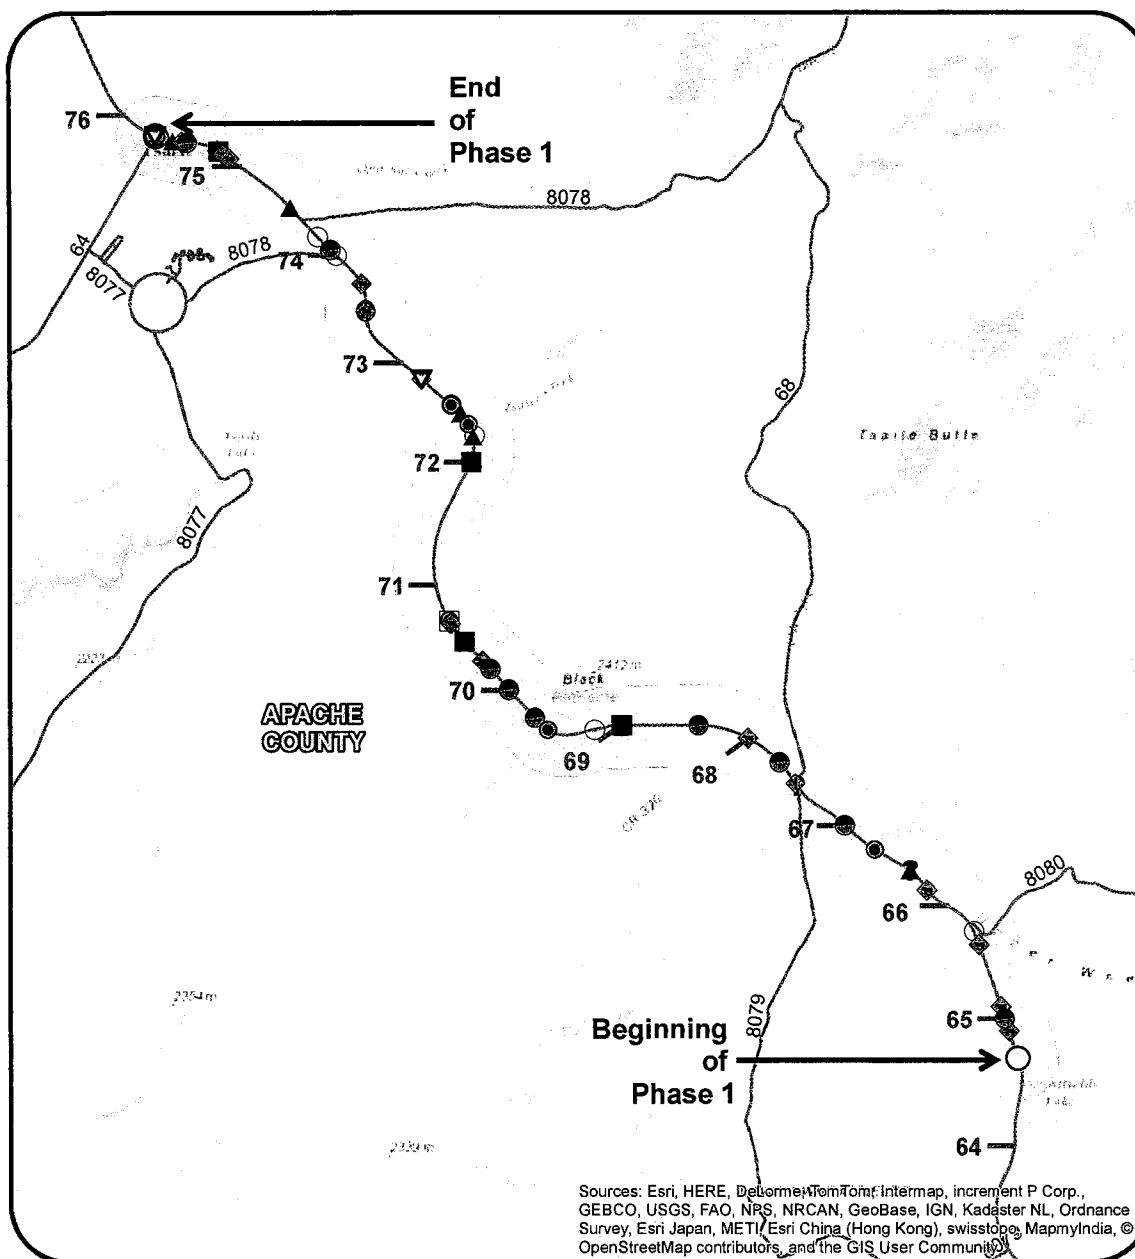 End
of
Phase 1
76
75
8078
64
8077
8078
74
73
68
Tsaile Butte
72
8077
71
2412 m
Black
70
APACHE
COUNTY
69
68
67
8080
66
8079
65
Beginning
of
Phase 1
64
Sources: Esri, HERE, DeLorme, TomTom, Intermap, increment P Corp.,
GEBCO, USGS, FAO, NPS, NRCAN, GeoBase, IGN, Kadaster NL, Ordnance
Survey, Esri Japan, METI, Esri China (Hong Kong), swisstopo, MapmyIndia, ©
OpenStreetMap contributors, and the GIS User Community